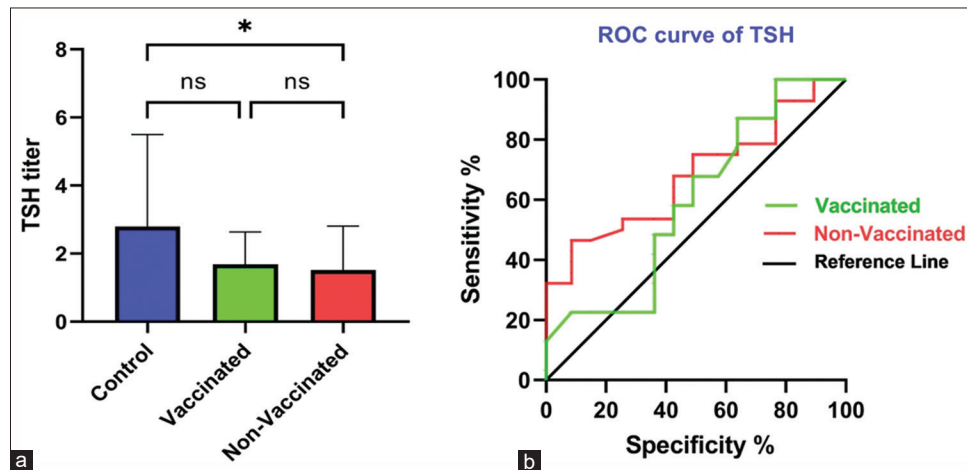 8
6
4
2
0
TSH titer
*
ns
ns
Control
Vaccinated
Non-Vaccinated
a
ROC curve of TSH
100
80
60
40
20
0
Sensitivity %
0 20 40 60 80 100
Specificity %
Vaccinated
Non-Vaccinated
Reference Line
b